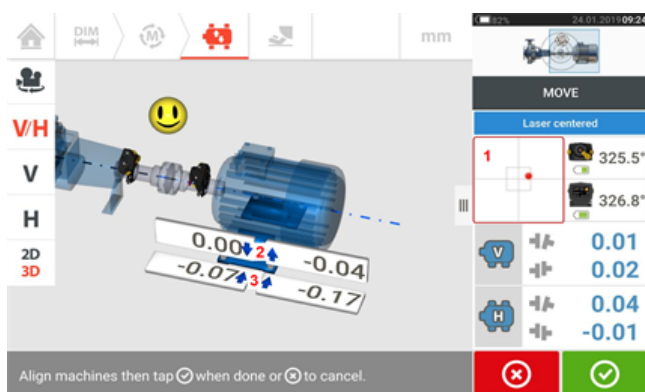 DIM
M
mm
82%
24.01.2019 09:24
MOVE
Laser centered
1
325.5°
326.8°
V/H
V
H
2D
3D
0.00
2
-0.04
-0.07
3
-0.17
V
0.01
0.02
H
0.04
-0.01
Align machines then tap when done or to cancel.